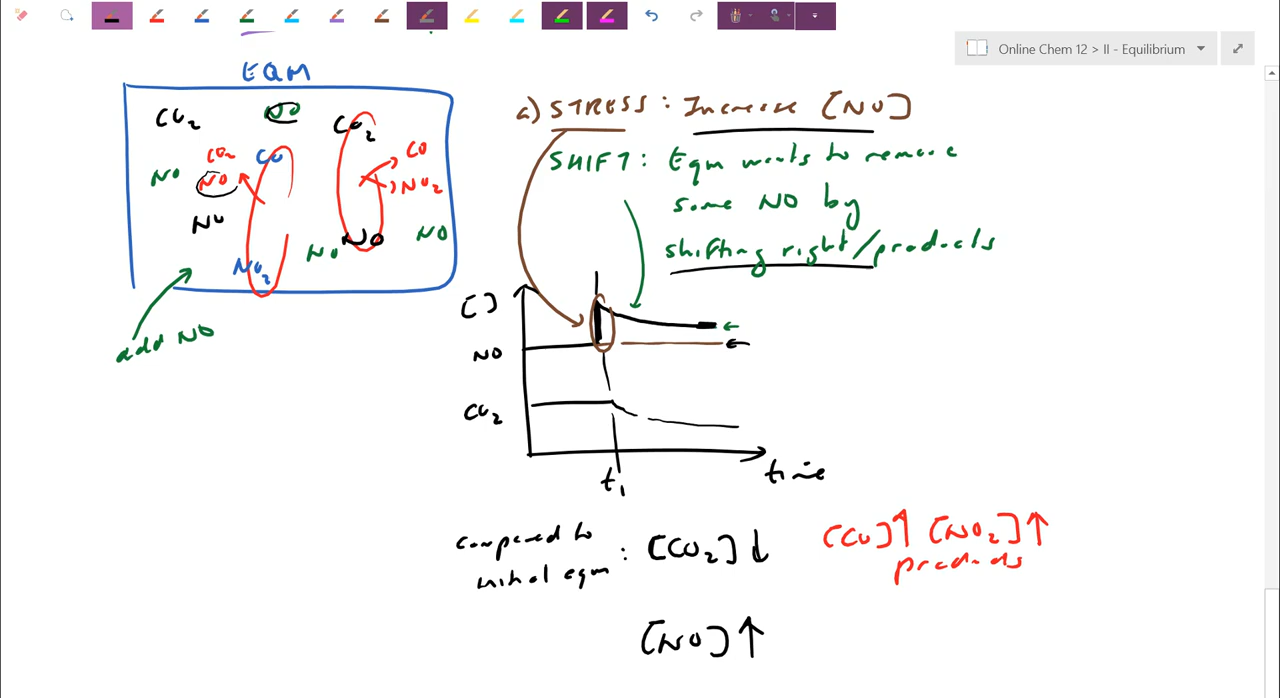 Online Chem 12 > II - Equilibrium
EQM
CO₂
NO
CO₂
CO₂
CO
NO
NO
CO
NO₂
NO
NO
NO
NO
NO₂
add NO
a) STRESS : Increase [NO]
SHIFT : Eqm wants to remove
some NO by
shifting right/products
[ ]
NO
CO₂
t₁
time
compared to
initial eqm : [CO₂] ↓
[CO] ↑ [NO₂] ↑
products
[NO] ↑